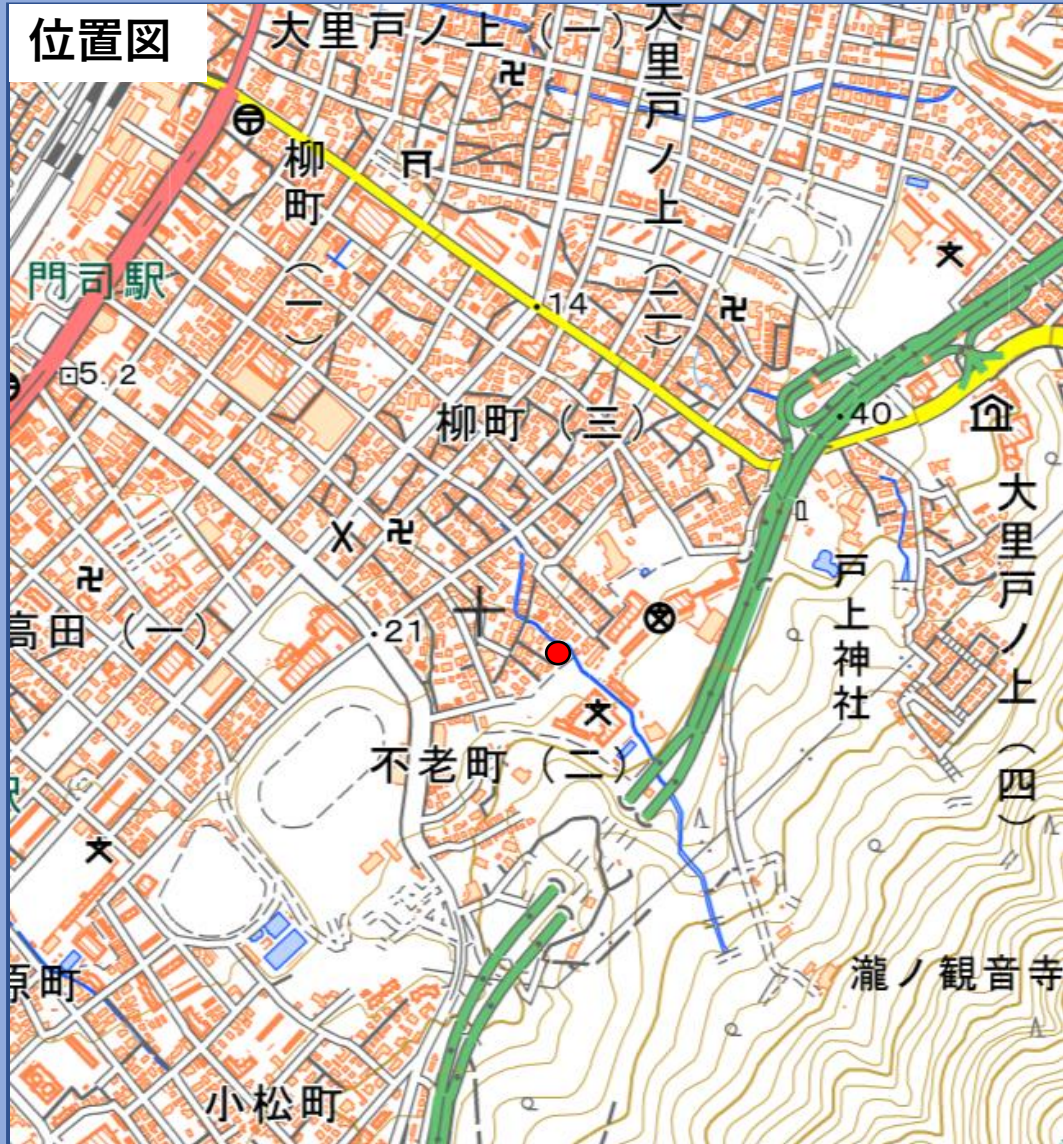 位置図
大里戸ノ上（一）
大里戸ノ上（二）
柳町（一）
門司駅
14
5.2
柳町（三）
40
大里戸ノ上（四）
戸上神社
高田（一）
21
不老町（二）
原町
瀧ノ観音寺
小松町